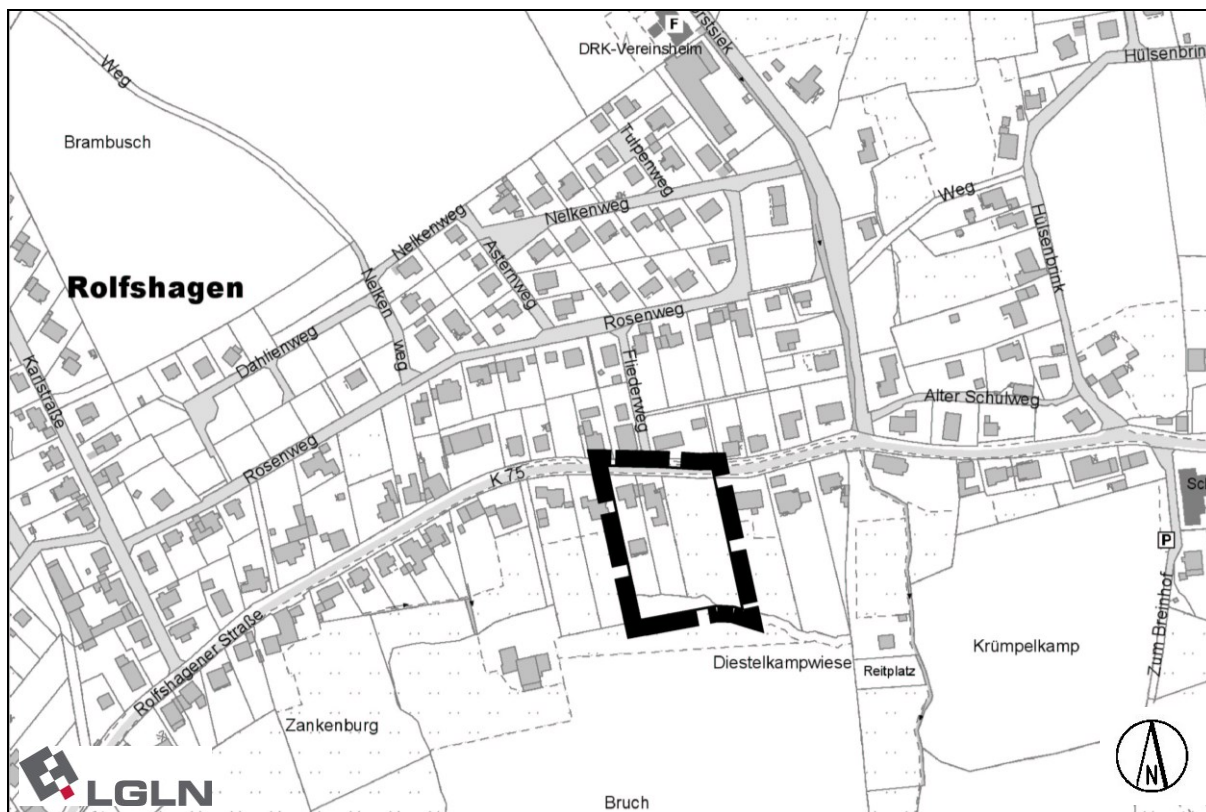 F
DRK-Vereinsheim
Weg
Brambusch
Hülsenbrink
Tulpenweg
Weg
Nelkenweg
Nelkenweg
Hülsenbrink
Asternweg
Nelken
weg
Rolfshagen
Rosenweg
Dahlienweg
Fliederweg
Karlstraße
Alter Schulweg
Rosenweg
K 75
P
Zum Breinhof
Rolfshagener Straße
Diestelkampwiese
Reitplatz
Krümpelkamp
Zankenburg
N
LGLN
Bruch